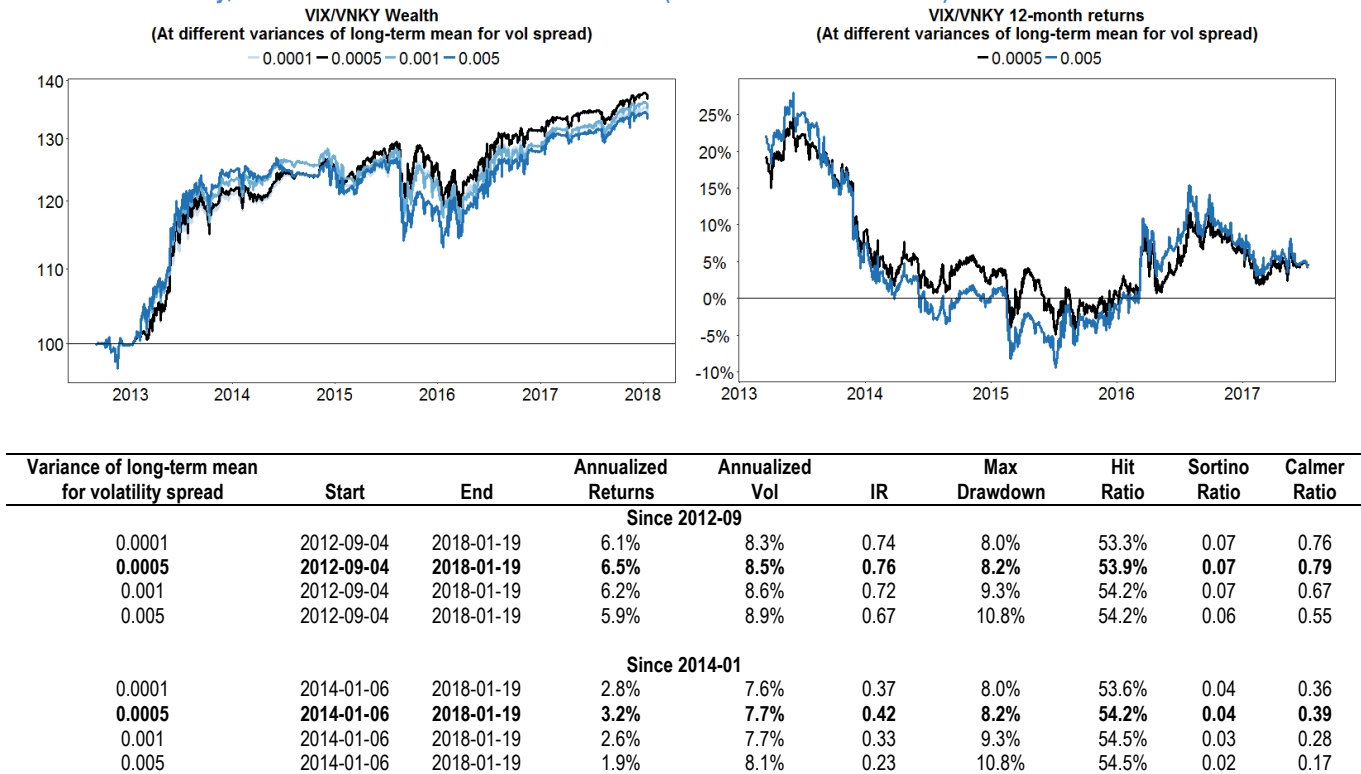 VIX/VNKY Wealth
(At different variances of long-term mean for vol spread)
0.0001 0.0005 0.001 0.005
140
130
120
110
100
2013 2014 2015 2016 2017 2018
VIX/VNKY 12-month returns
(At different variances of long-term mean for vol spread)
0.0005 0.005
25%
20%
15%
10%
5%
0%
-5%
-10%
2013 2014 2015 2016 2017
Variance of long-term mean Annualized Annualized Max Hit Sortino Calmer
for volatility spread Start End Returns Vol IR Drawdown Ratio Ratio Ratio
Since 2012-09
0.0001 2012-09-04 2018-01-19 6.1% 8.3% 0.74 8.0% 53.3% 0.07 0.76
0.0005 2012-09-04 2018-01-19 6.5% 8.5% 0.76 8.2% 53.9% 0.07 0.79
0.001 2012-09-04 2018-01-19 6.2% 8.6% 0.72 9.3% 54.2% 0.07 0.67
0.005 2012-09-04 2018-01-19 5.9% 8.9% 0.67 10.8% 54.2% 0.06 0.55
Since 2014-01
0.0001 2014-01-06 2018-01-19 2.8% 7.6% 0.37 8.0% 53.6% 0.04 0.36
0.0005 2014-01-06 2018-01-19 3.2% 7.7% 0.42 8.2% 54.2% 0.04 0.39
0.001 2014-01-06 2018-01-19 2.6% 7.7% 0.33 9.3% 54.5% 0.03 0.28
0.005 2014-01-06 2018-01-19 1.9% 8.1% 0.23 10.8% 54.5% 0.02 0.17